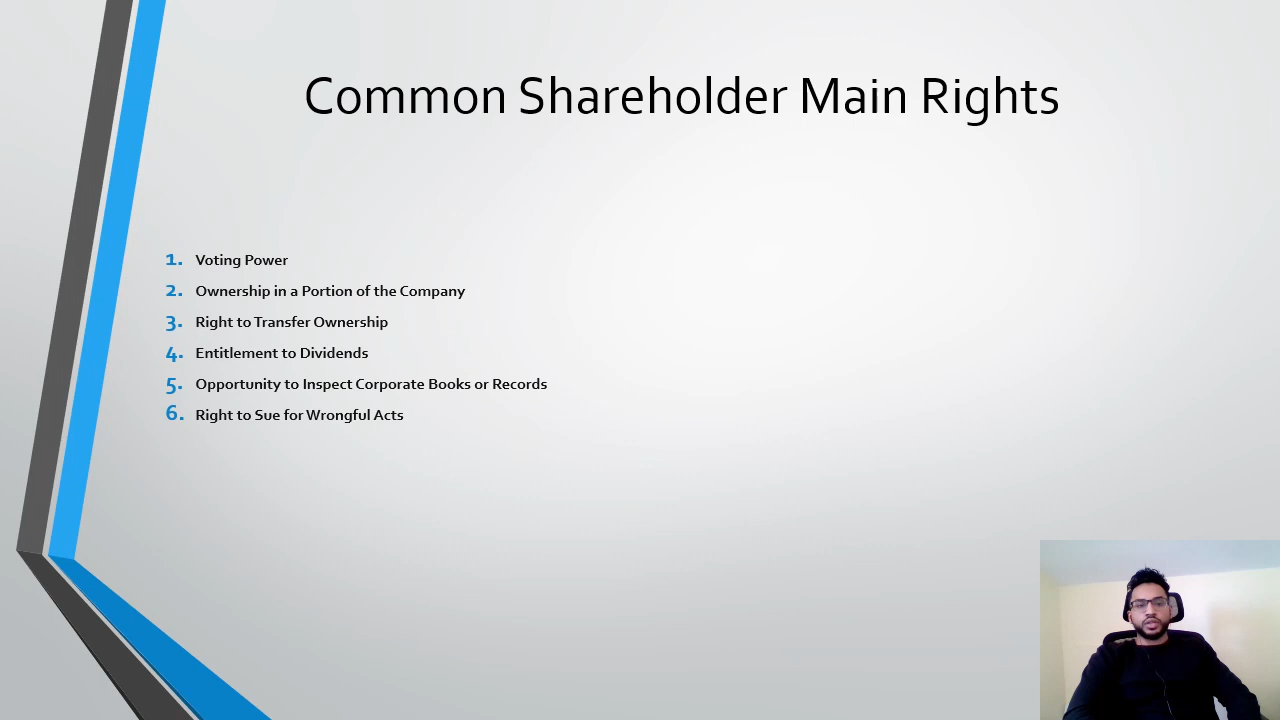 Common Shareholder Main Rights
1. Voting Power
2. Ownership in a Portion of the Company
3. Right to Transfer Ownership
4. Entitlement to Dividends
5. Opportunity to Inspect Corporate Books or Records
6. Right to Sue for Wrongful Acts